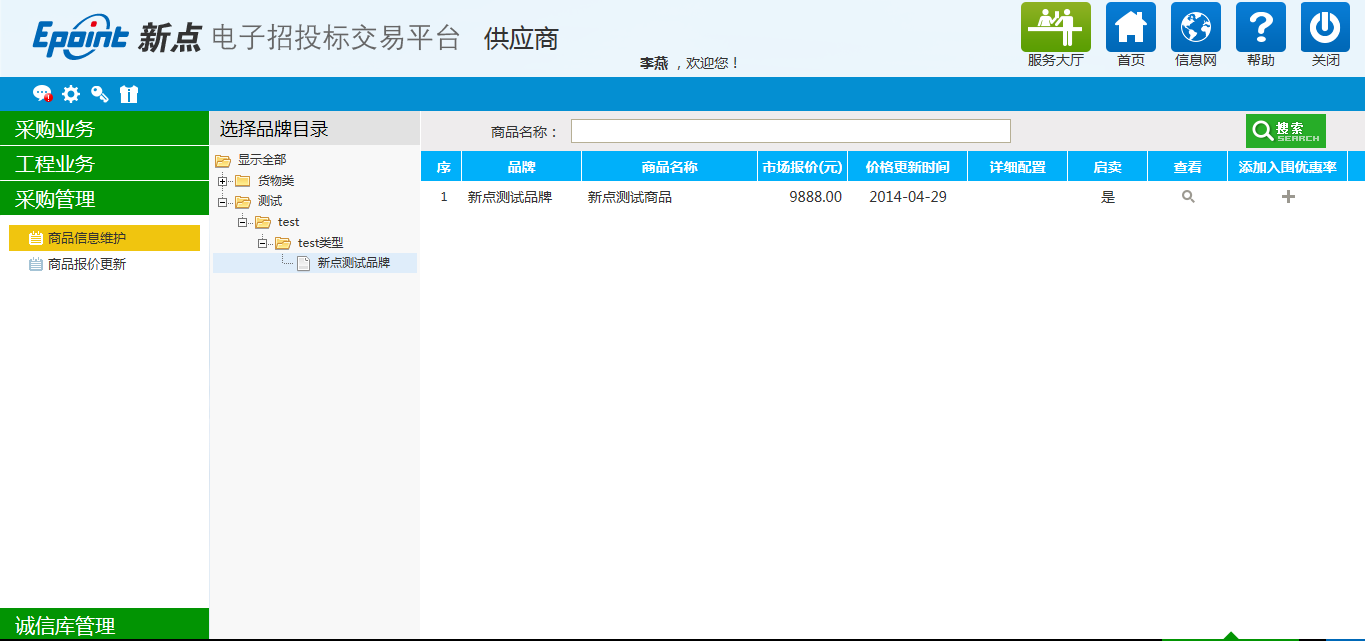 Epoint 新点 电子招投标交易平台 供应商
李燕 ，欢迎您！
服务大厅 首页 信息网 帮助 关闭
采购业务
工程业务
采购管理
商品信息维护
商品报价更新
诚信库管理
选择品牌目录
显示全部
货物类
测试
test
test类型
新点测试品牌
商品名称：
搜索
SEARCH
序 品牌 商品名称 市场报价(元) 价格更新时间 详细配置 启卖 查看 添加入围优惠率
1 新点测试品牌 新点测试商品 9888.00 2014-04-29 是